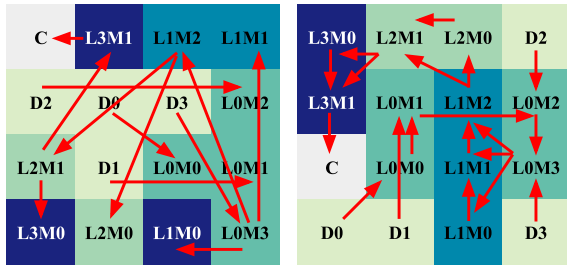 C L3M1 L1M2 L1M1
D2 D0 D3 L0M2
L2M1 D1 L0M0 L0M1
L3M0 L2M0 L1M0 L0M3
L3M0 L2M1 L2M0 D2
L3M1 L0M1 L1M2 L0M2
C L0M0 L1M1 L0M3
D0 D1 L1M0 D3